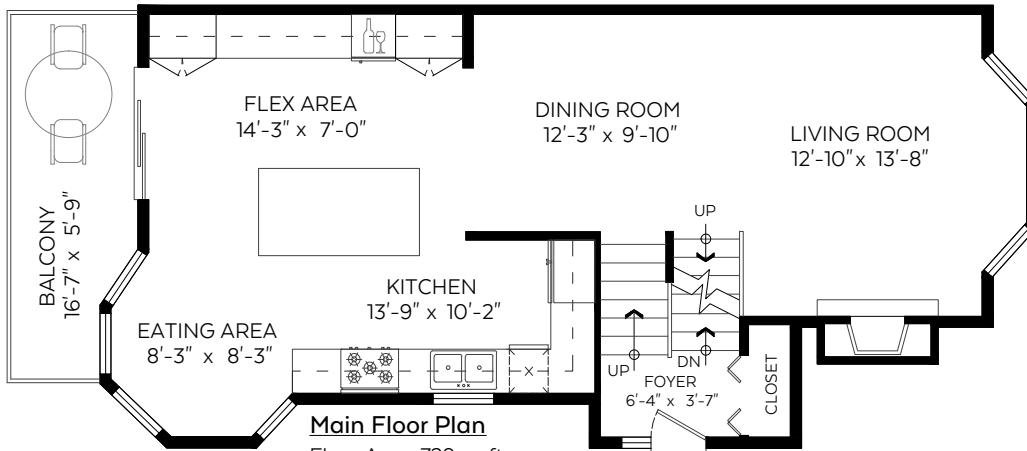 FLEX AREA
14'-3" x 7'-0"
DINING ROOM
12'-3" x 9'-10"
LIVING ROOM
12'-10" x 13'-8"
BALCONY
16'-7" x 5'-9"
UP
KITCHEN
13'-9" x 10'-2"
EATING AREA
8'-3" x 8'-3"
UP
DN
FOYER
6'-4" x 3'-7"
CLOSET
Main Floor Plan